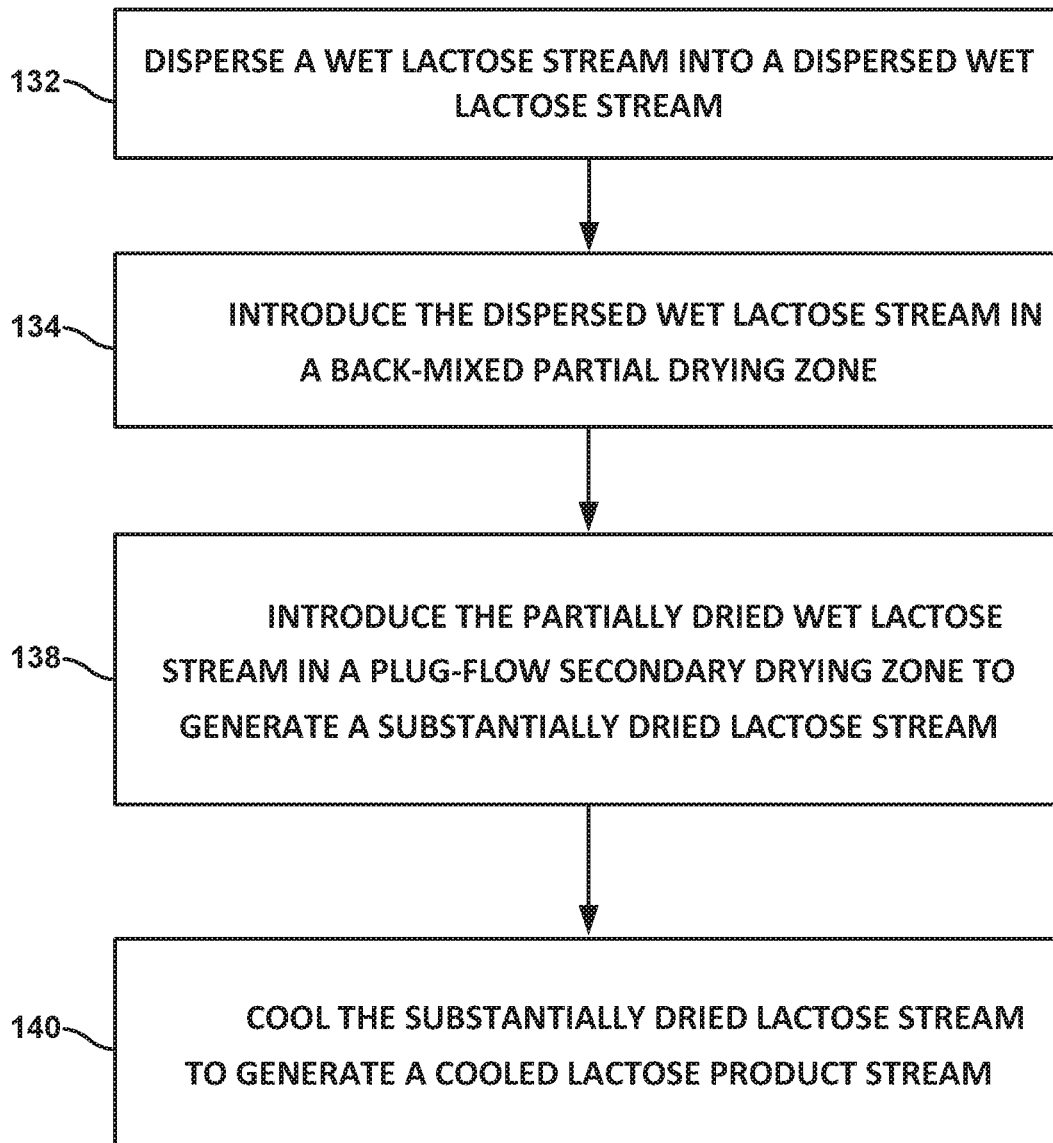 132
DISPERSE A WET LACTOSE STREAM INTO A DISPERSED WET
LACTOSE STREAM
134
INTRODUCE THE DISPERSED WET LACTOSE STREAM IN
A BACK-MIXED PARTIAL DRYING ZONE
138
INTRODUCE THE PARTIALLY DRIED WET LACTOSE
STREAM IN A PLUG-FLOW SECONDARY DRYING ZONE TO
GENERATE A SUBSTANTIALLY DRIED LACTOSE STREAM
140
COOL THE SUBSTANTIALLY DRIED LACTOSE STREAM
TO GENERATE A COOLED LACTOSE PRODUCT STREAM